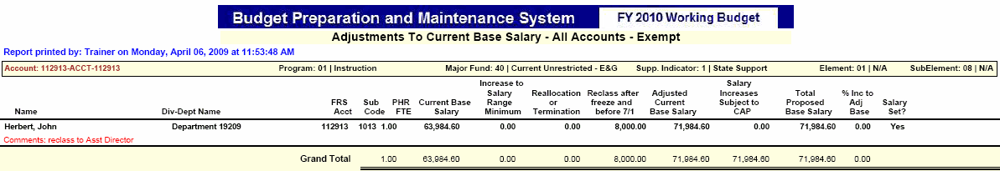 Budget Preparation and Maintenance System FY 2010 Working Budget
Adjustments To Current Base Salary - All Accounts - Exempt
Report printed by: Trainer on Monday, April 06, 2009 at 11:53:48 AM
Account: 112913-ACCT-112913 Program: 01 | Instruction Major Fund: 40 | Current Unrestricted - E&G Supp. Indicator: 1 | State Support Element: 01 | N/A SubElement: 08 | N/A
Increase to Salary
Salary Reallocation Reclass after Adjusted Increases Total % Inc to
FRS Sub PHR Current Base Range or freeze and Current Subject to Proposed Adj Salary
Name Div-Dept Name Acct Code FTE Salary Minimum Termination before 7/1 Base Salary CAP Base Salary Base Set?
Herbert, John Department 19209 112913 1013 1.00 63,984.60 0.00 0.00 8,000.00 71,984.60 0.00 71,984.60 0.00 Yes
Comments: reclass to Asst Director
Grand Total 1.00 63,984.60 0.00 0.00 8,000.00 71,984.60 71,984.60 71,984.60 0.00